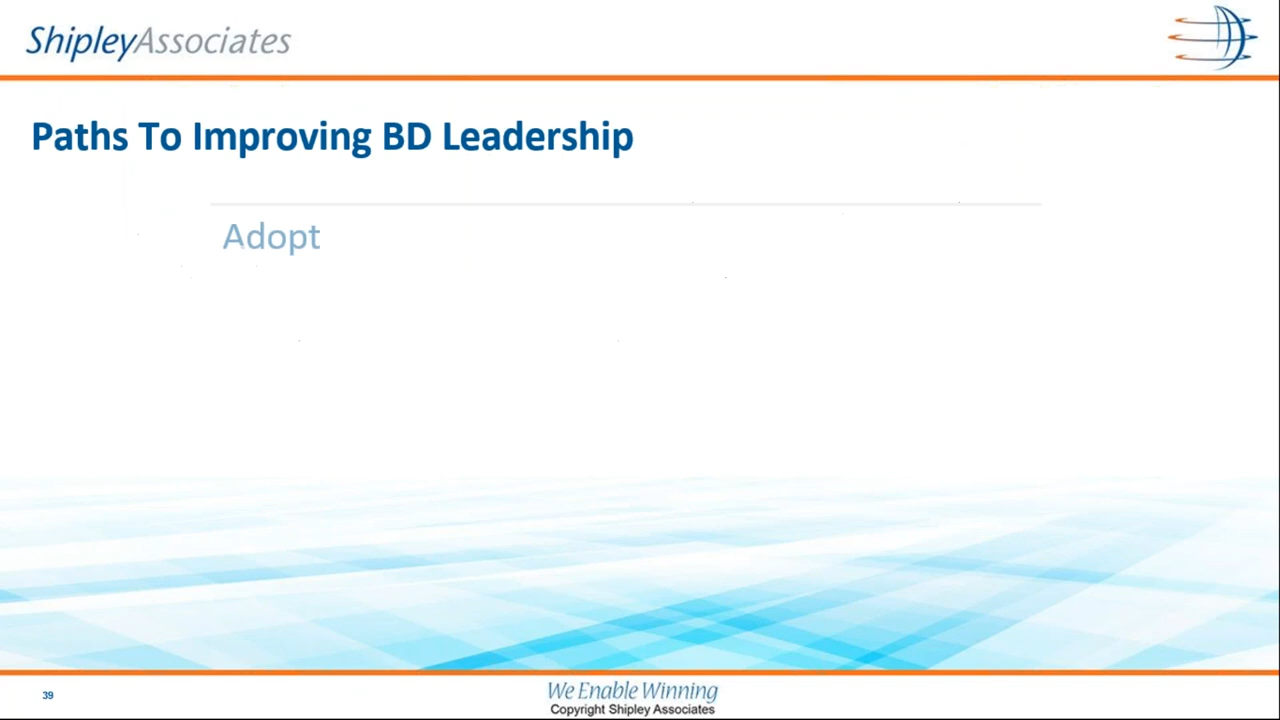 ShipleyAssociates
Paths To Improving BD Leadership
Adopt
39
We Enable Winning
Copyright Shipley Associates